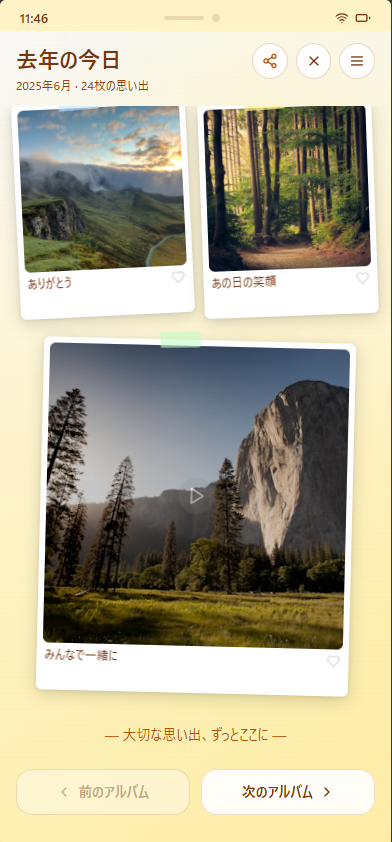 11:46
去年の今日
2025年6月・24枚の思い出
ありがとう
あの日の笑顔
みんなで一緒に
— 大切な思い出、ずっとここに —
前のアルバム
次のアルバム